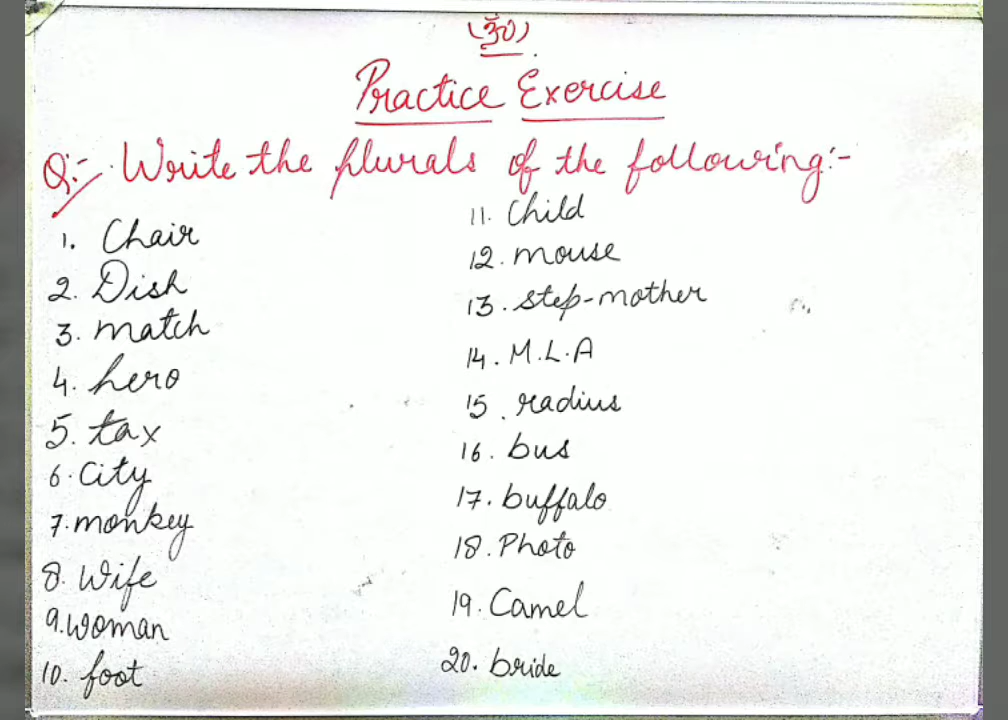 (ॐ)
Practice Exercise
Q:- Write the plurals of the following:-
1. Chair
2. Dish
3. match
4. hero
5. tax
6. City
7. monkey
8. Wife
9. woman
10. foot
11. Child
12. mouse
13. step-mother
14. M.L.A
15. radius
16. bus
17. buffalo
18. Photo
19. Camel
20. bride